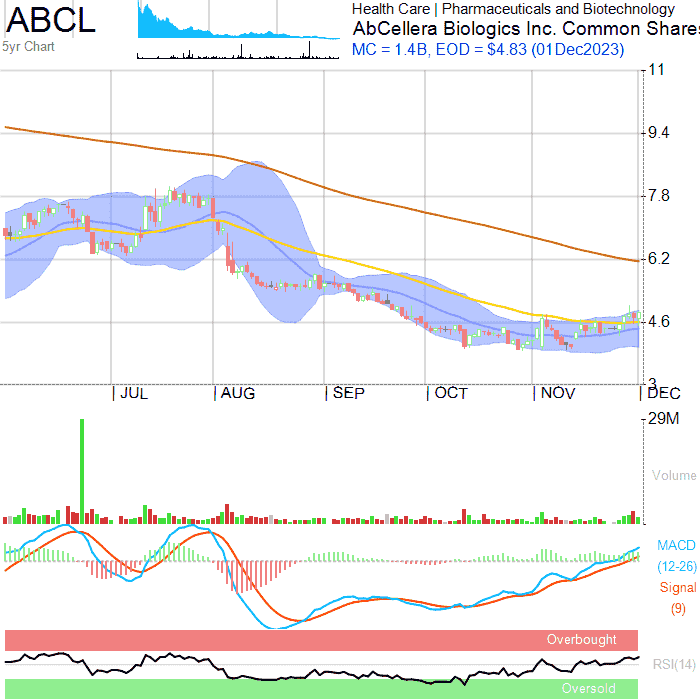 ABCL
5yr Chart
Health Care | Pharmaceuticals and Biotechnology
AbCellera Biologics Inc. Common Shares
MC = 1.4B, EOD = $4.83 (01Dec2023)
11
9.4
7.8
6.2
4.6
3
JUL
AUG
SEP
OCT
NOV
DEC
29M
Volume
MACD
(12-26)
Signal
(9)
Overbought
RSI(14)
Oversold